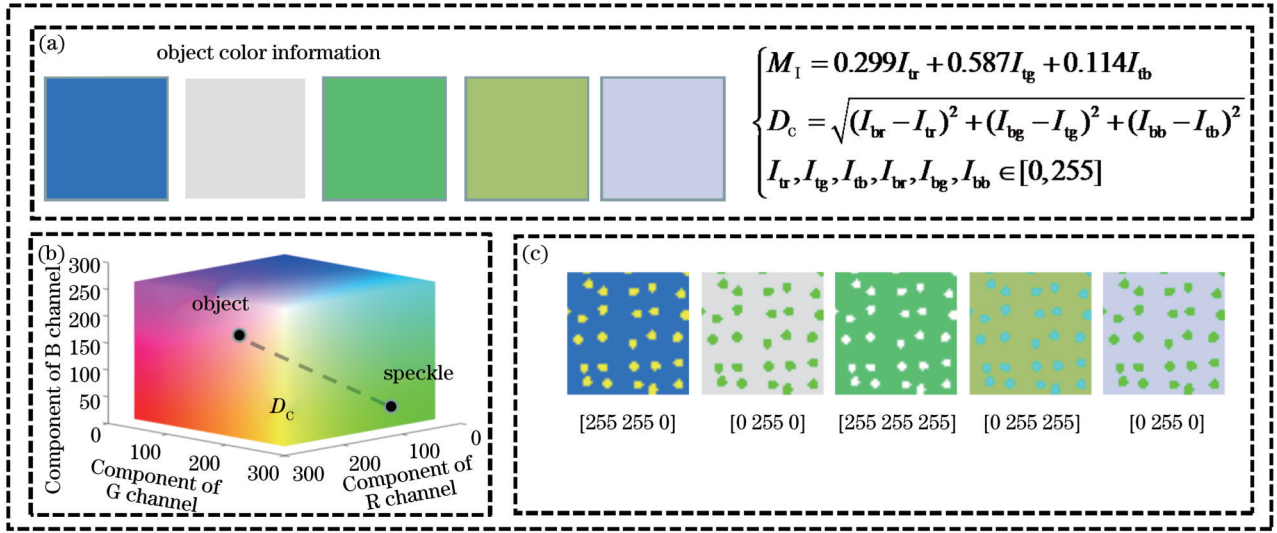 (a)
object color information
M_I = 0.299I_tr + 0.587I_tg + 0.114I_tb
D_c = √((I_br − I_tr)² + (I_bg − I_tg)² + (I_bb − I_tb)²)
I_tr, I_tg, I_tb, I_br, I_bg, I_bb ∈ [0, 255]
(b)
Component of B channel
300
250
200
150
100
50
0
object
speckle
D_c
100
200
300
Component of
G channel
300
200
100
0
Component of
R channel
(c)
[255 255 0]
[0 255 0]
[255 255 255]
[0 255 255]
[0 255 0]